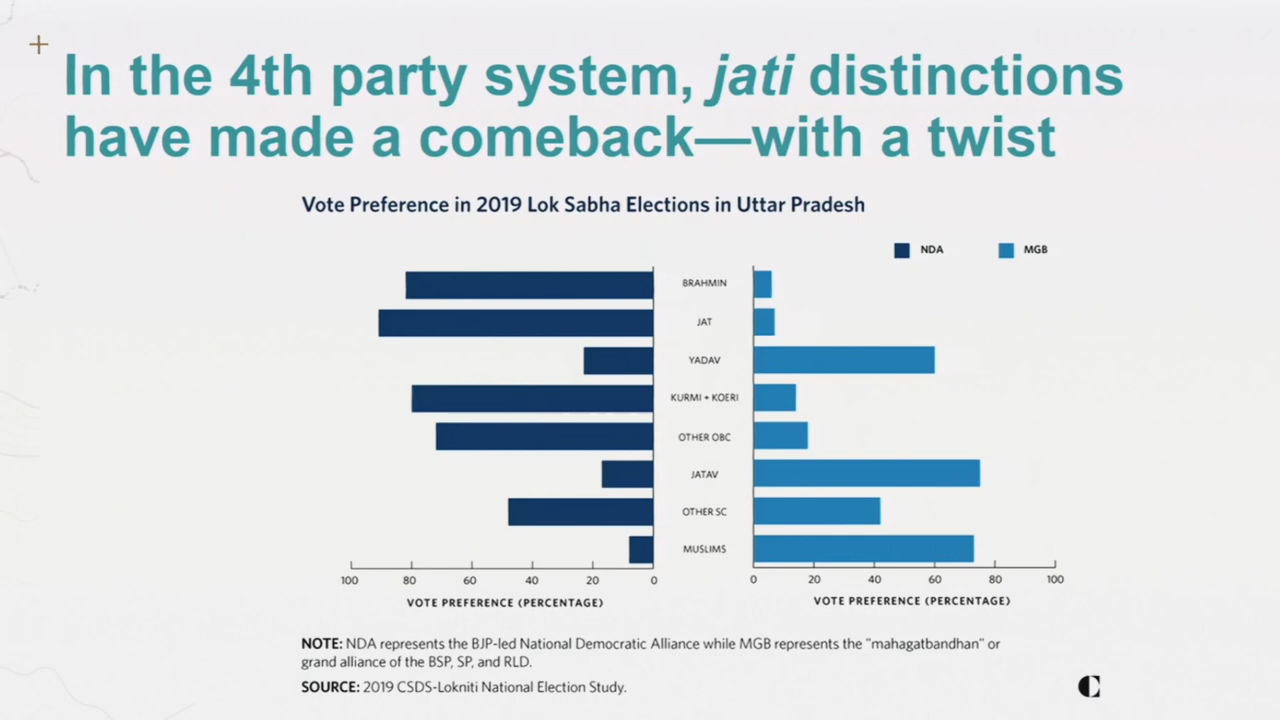 In the 4th party system, jati distinctions
have made a comeback—with a twist
Vote Preference in 2019 Lok Sabha Elections in Uttar Pradesh
NDA MGB
BRAHMIN
JAT
YADAV
KURMI + KOERI
OTHER OBC
JATAV
OTHER SC
MUSLIMS
100 80 60 40 20 0 0 20 40 60 80 100
VOTE PREFERENCE (PERCENTAGE) VOTE PREFERENCE (PERCENTAGE)
NOTE: NDA represents the BJP-led National Democratic Alliance while MGB represents the "mahagatbandhan" or
grand alliance of the BSP, SP, and RLD.
SOURCE: 2019 CSDS-Lokniti National Election Study.